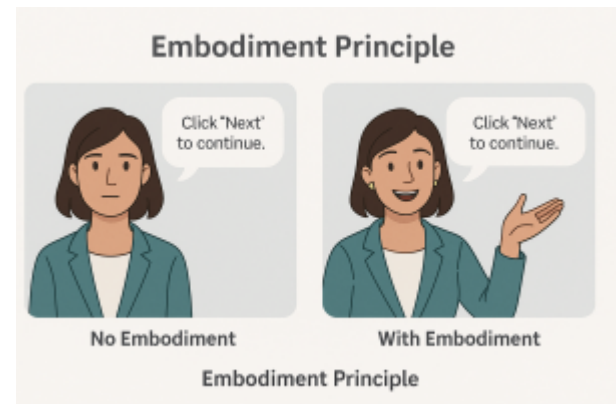 Embodiment Principle
Click "Next'
to continue.
Click "Next'
to continue.
No Embodiment
With Embodiment
Embodiment Principle